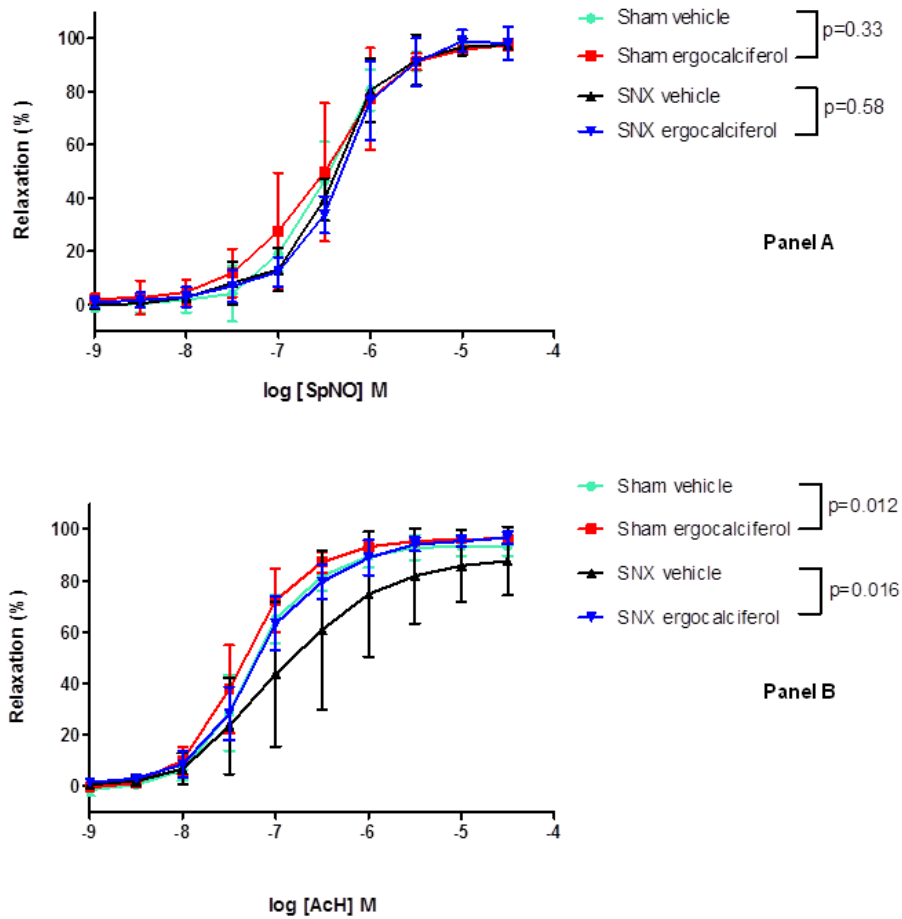 Sham vehicle
Sham ergocalciferol
p=0.33
SNX vehicle
SNX ergocalciferol
p=0.58
Panel A
Relaxation (%)
100
80
60
40
20
0
-9 -8 -7 -6 -5 -4
log [SpNO] M
Sham vehicle
Sham ergocalciferol
p=0.012
SNX vehicle
SNX ergocalciferol
p=0.016
Panel B
Relaxation (%)
100
80
60
40
20
0
-9 -8 -7 -6 -5 -4
log [AcH] M